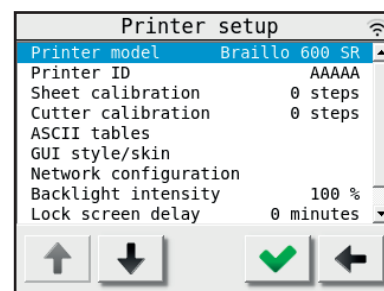 Printer setup
Printer model Braillo 600 SR
Printer ID AAAAA
Sheet calibration 0 steps
Cutter calibration 0 steps
ASCII tables
GUI style/skin
Network configuration
Backlight intensity 100 %
Lock screen delay 0 minutes